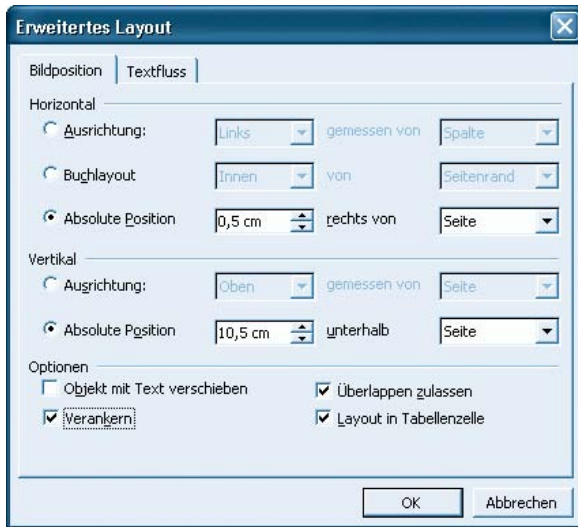 Erweitertes Layout
Bildposition Textfluss
Horizontal
Ausrichtung: Links gemessen von Spalte
Buchlayout Innen von Seitenrand
Absolute Position 0,5 cm rechts von Seite
Vertikal
Ausrichtung: Oben gemessen von Seite
Absolute Position 10,5 cm unterhalb Seite
Optionen
Objekt mit Text verschieben Überlappen zulassen
Verankern Layout in Tabellenzelle
OK Abbrechen